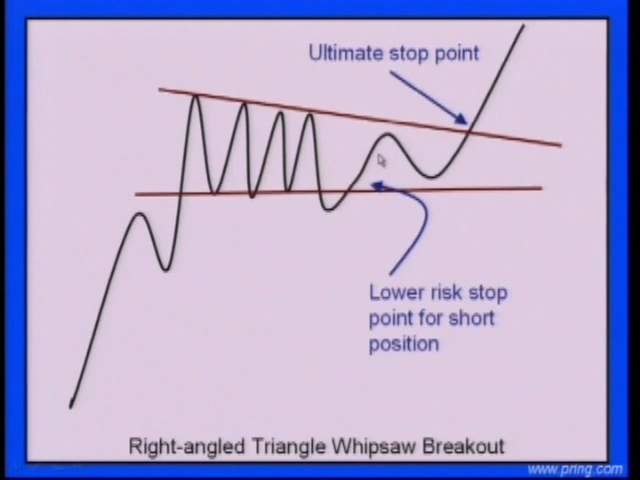 Ultimate stop point
Lower risk stop
point for short
position
Right-angled Triangle Whipsaw Breakout
www.pring.com